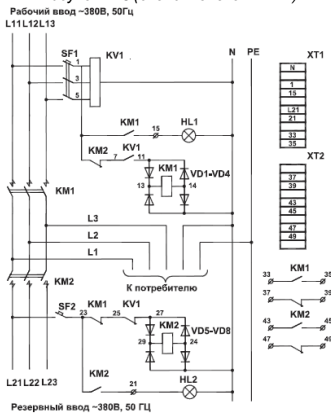 Рабочий ввод ~380В, 50Гц
L11L12L13
SF1
KV1
N
PE
XT1
1
3
5
N
1
15
L21
21
33
35
KM1
15
HL1
KM2
KV1
7
11
KM1
VD1-VD4
13
14
XT2
37
39
43
45
47
49
KM1
L3
L2
L1
К потребителю
33
KM1
35
37
39
43
KM2
45
47
49
KM2
SF2
KM1
KV1
23
25
27
KM2
VD5-VD8
29
24
KM2
21
HL2
L21L22L23
Резервный ввод ~380В, 50 ГЦ